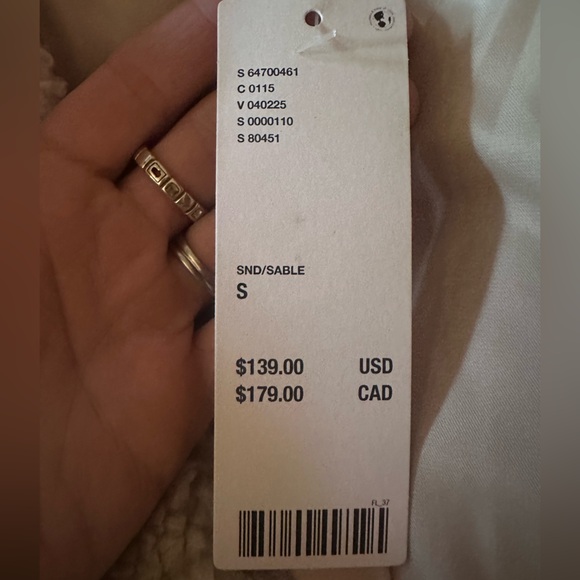 S 64700461
C 0115
V 040225
S 0000110
S 80451
SND/SABLE
S
$139.00 USD
$179.00 CAD
FL_37